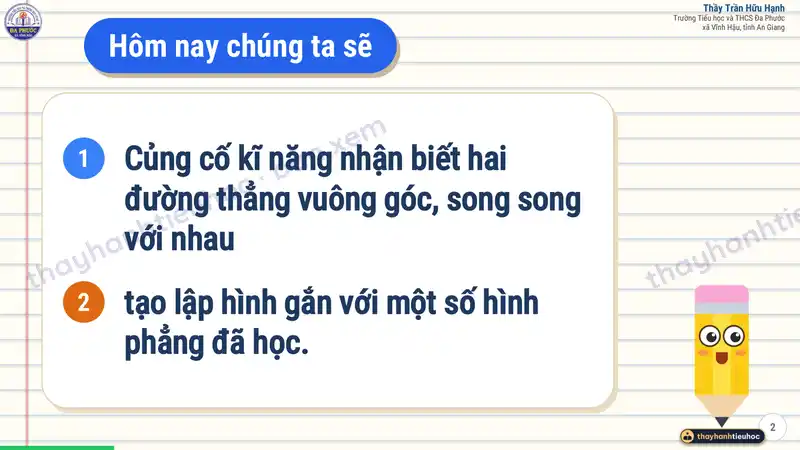 Thầy Trần Hữu Hạnh
Trường Tiểu học và THCS Đa Phước
xã Vĩnh Hậu, tỉnh An Giang
ĐA PHƯỚC
Hôm nay chúng ta sẽ
1 Củng cố kĩ năng nhận biết hai
đường thẳng vuông góc, song song
với nhau
2 tạo lập hình gắn với một số hình
phẳng đã học.
thayhanhtieuhoc
2